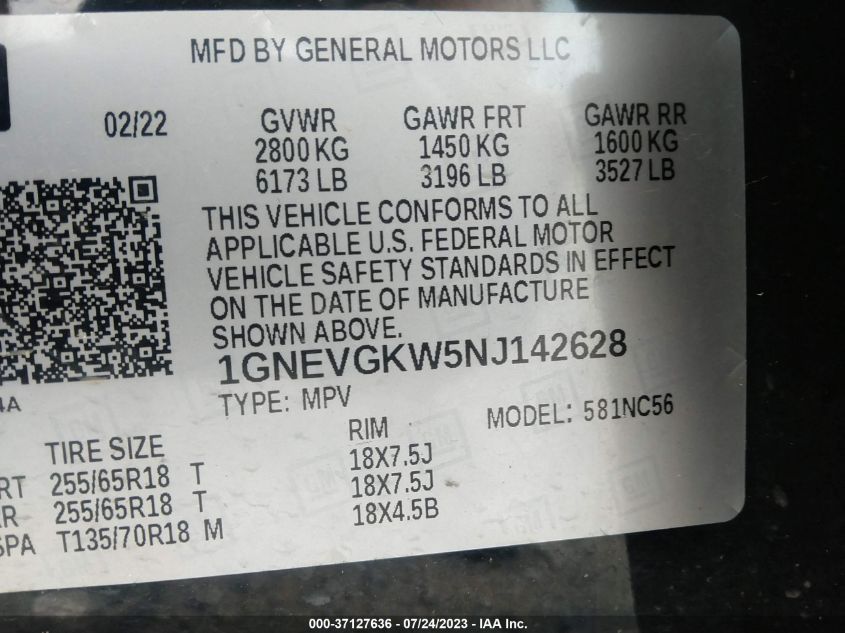 MFD BY GENERAL MOTORS LLC
02/22 GVWR GAWR FRT GAWR RR
2800 KG 1450 KG 1600 KG
6173 LB 3196 LB 3527 LB
THIS VEHICLE CONFORMS TO ALL
APPLICABLE U.S. FEDERAL MOTOR
VEHICLE SAFETY STANDARDS IN EFFECT
ON THE DATE OF MANUFACTURE
SHOWN ABOVE.
1GNEVGKW5NJ142628
TYPE: MPV MODEL: 581NC56
TIRE SIZE RIM
RT 255/65R18 T 18X7.5J
R 255/65R18 T 18X7.5J
SPA T135/70R18 M 18X4.5B
000-37127636 / 07/24/2023 - IAA Inc.